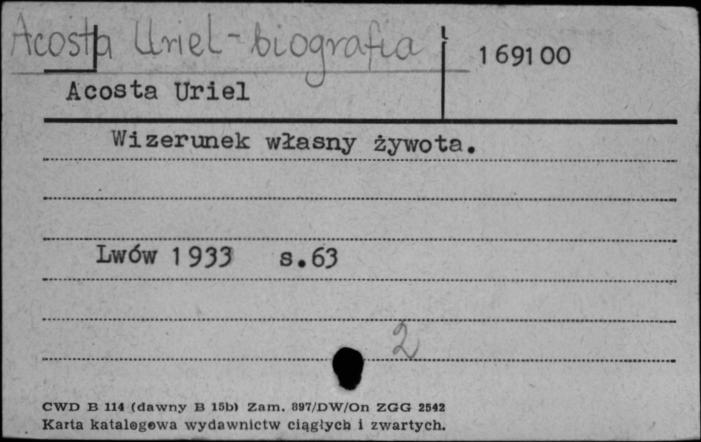 Acosta Uriel - biografia
169100
Acosta Uriel
Wizerunek własny żywota.
Lwów 1933 s.63
2
CWD B 114 (dawny B 15b) Zam. 897/DW/On ZGG 2542
Karta katalogowa wydawnictw ciągłych i zwartych.